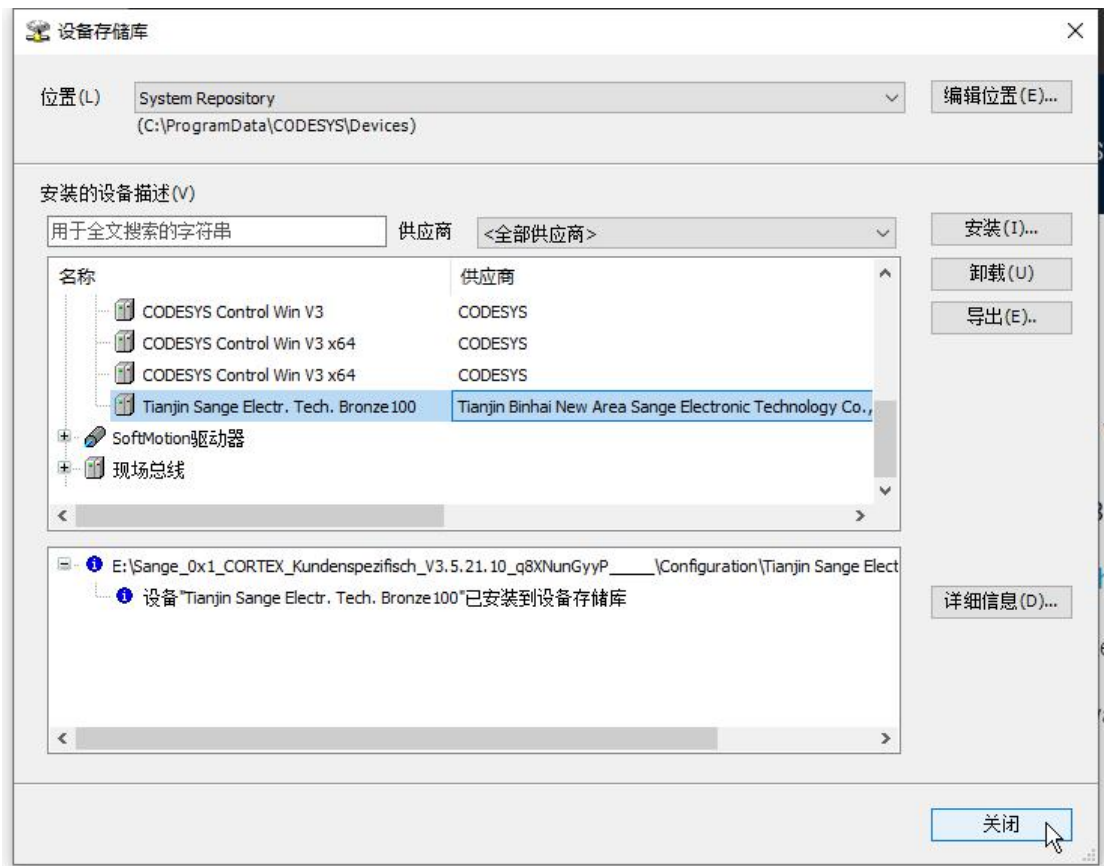 设备存储库
位置(L)
System Repository
编辑位置(E)...
(C:\ProgramData\CODESYS\Devices)
安装的设备描述(V)
用于全文搜索的字符串 供应商 <全部供应商> 安装(I)...
名称 供应商 卸载(U)
CODESYS Control Win V3 CODESYS 导出(E)..
CODESYS Control Win V3 x64 CODESYS
CODESYS Control Win V3 x64 CODESYS
Tianjin Sange Electr. Tech. Bronze100 Tianjin Binhai New Area Sange Electronic Technology Co.,
SoftMotion驱动器
现场总线
E:\Sange_0x1_CORTEX_Kundenspezifisch_V3.5.21.10_q8XNunGyyP_____\Configuration\Tianjin Sange Elect
设备"Tianjin Sange Electr. Tech. Bronze100"已安装到设备存储库 详细信息(D)...
关闭